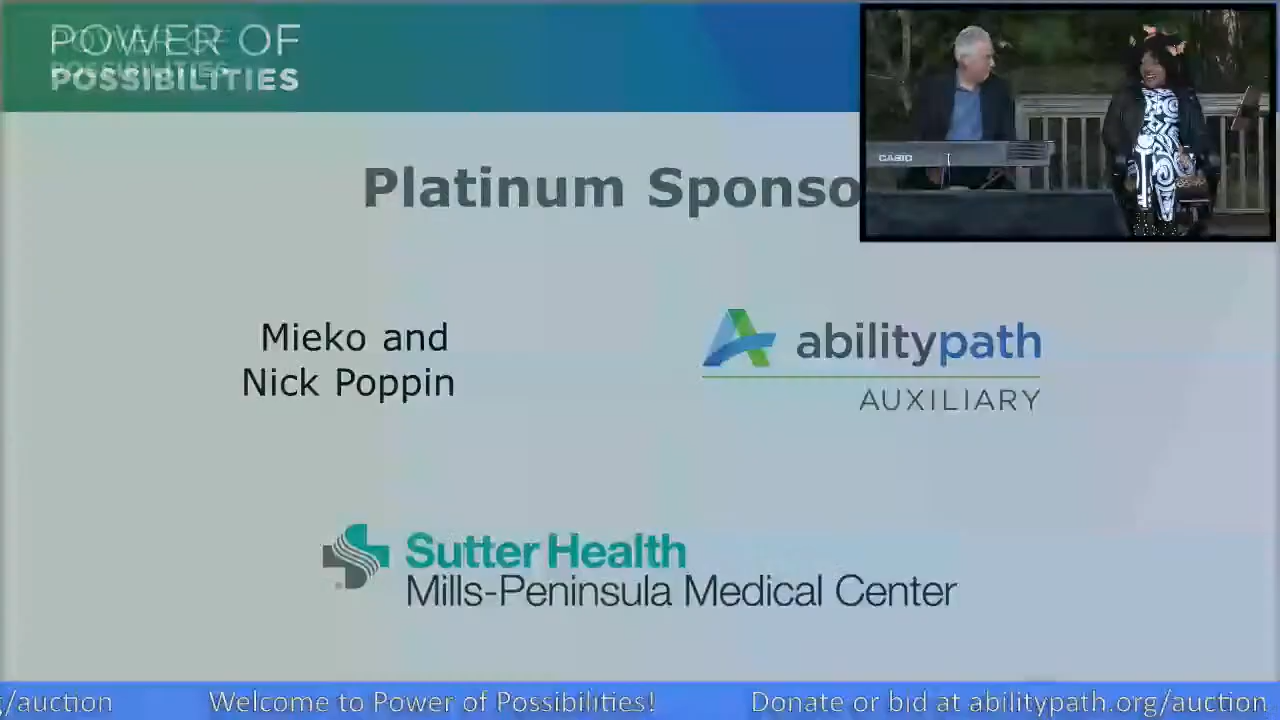 POWER OF
POSSIBILITIES
CASIO
Platinum Sponso
Mieko and
Nick Poppin
abilitypath
AUXILIARY
Sutter Health
Mills-Peninsula Medical Center
/auction Welcome to Power of Possibilities! Donate or bid at abilitypath.org/auction